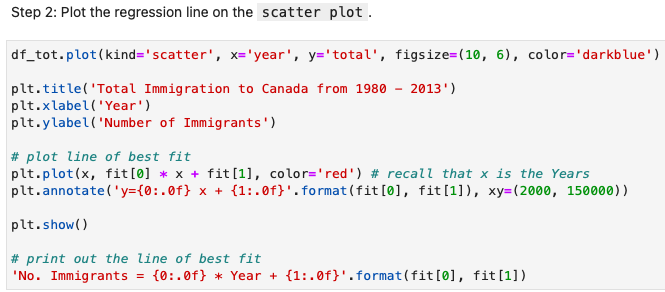 Step 2: Plot the regression line on the scatter plot.
df_tot.plot(kind='scatter', x='year', y='total', figsize=(10, 6), color='darkblue')
plt.title('Total Immigration to Canada from 1980 - 2013')
plt.xlabel('Year')
plt.ylabel('Number of Immigrants')
# plot line of best fit
plt.plot(x, fit[0] * x + fit[1], color='red') # recall that x is the Years
plt.annotate('y={0:.0f} x + {1:.0f}'.format(fit[0], fit[1]), xy=(2000, 150000))
plt.show()
# print out the line of best fit
'No. Immigrants = {0:.0f} * Year + {1:.0f}'.format(fit[0], fit[1])